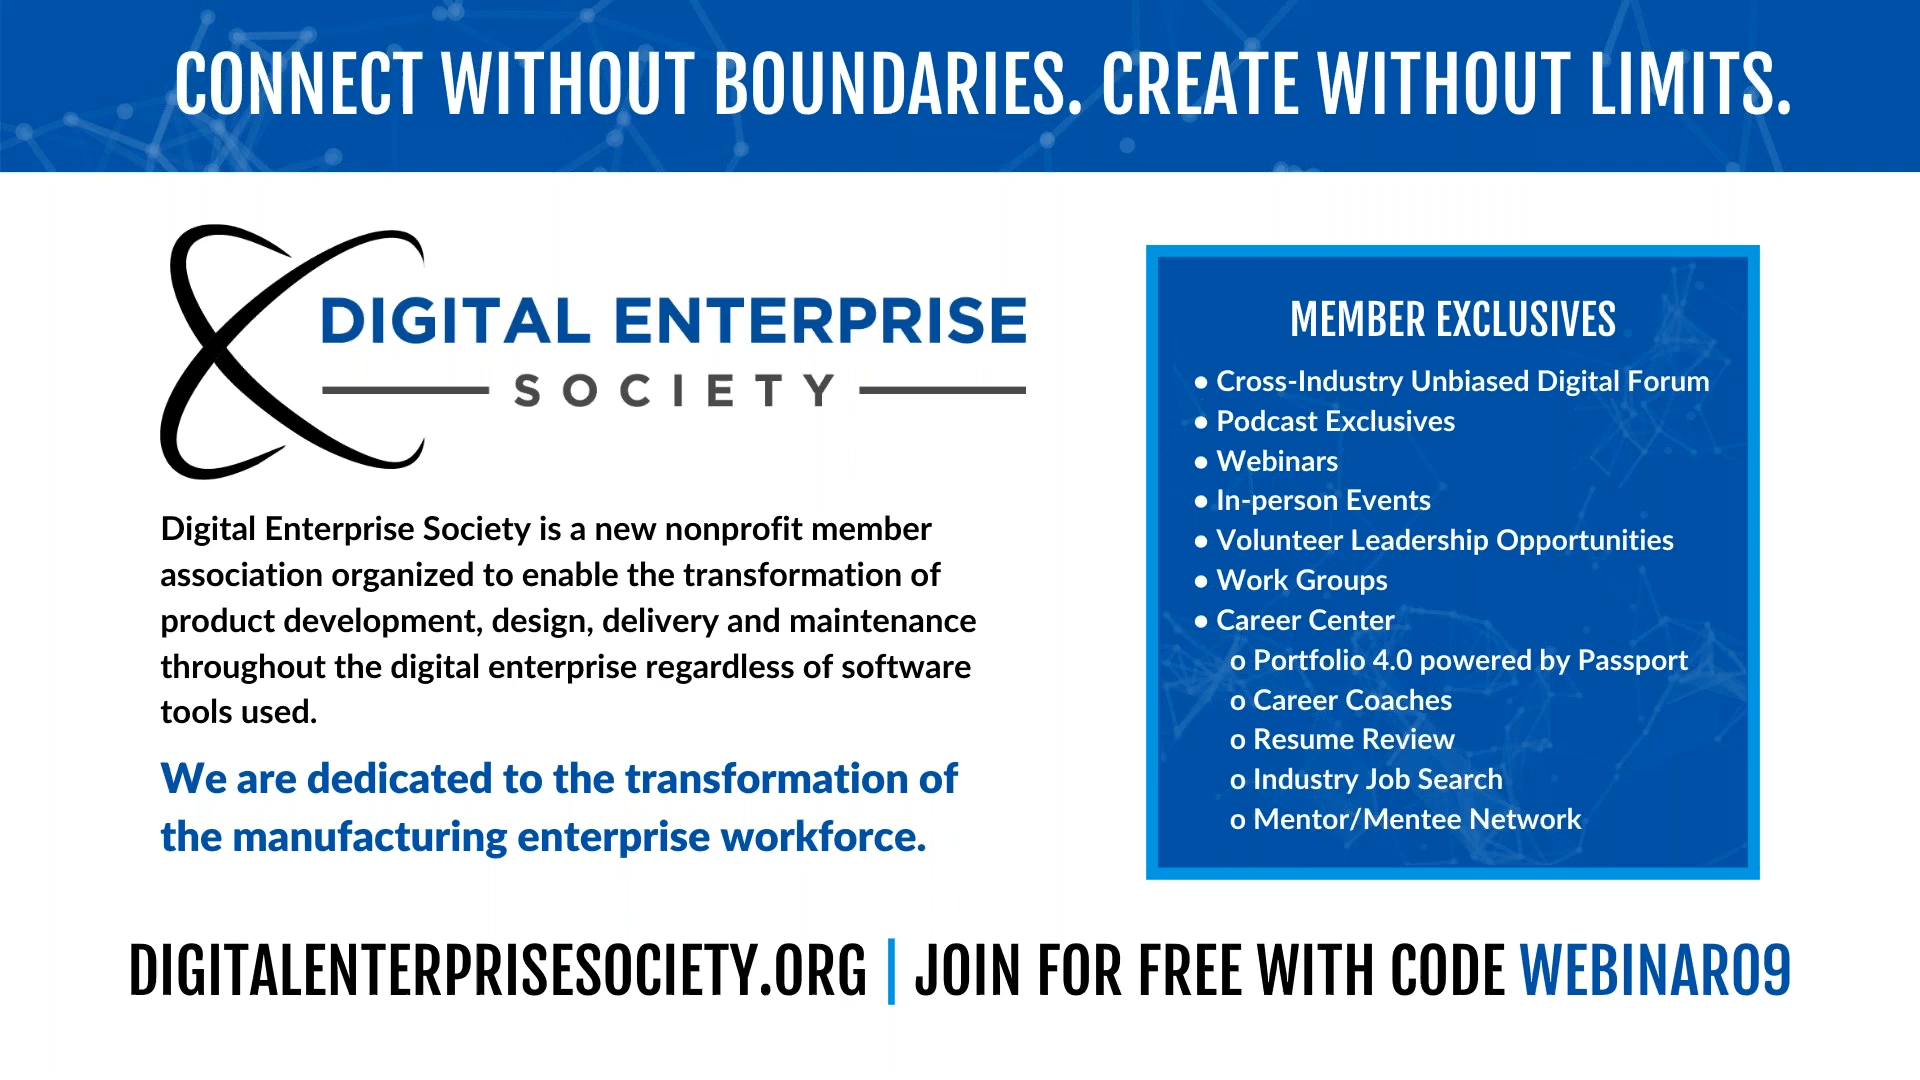 CONNECT WITHOUT BOUNDARIES. CREATE WITHOUT LIMITS.
DIGITAL ENTERPRISE
SOCIETY
Digital Enterprise Society is a new nonprofit member
association organized to enable the transformation of
product development, design, delivery and maintenance
throughout the digital enterprise regardless of software
tools used.
We are dedicated to the transformation of
the manufacturing enterprise workforce.
MEMBER EXCLUSIVES
• Cross-Industry Unbiased Digital Forum
• Podcast Exclusives
• Webinars
• In-person Events
• Volunteer Leadership Opportunities
• Work Groups
• Career Center
o Portfolio 4.0 powered by Passport
o Career Coaches
o Resume Review
o Industry Job Search
o Mentor/Mentee Network
DIGITALENTERPRISESOCIETY.ORG | JOIN FOR FREE WITH CODE WEBINAR09